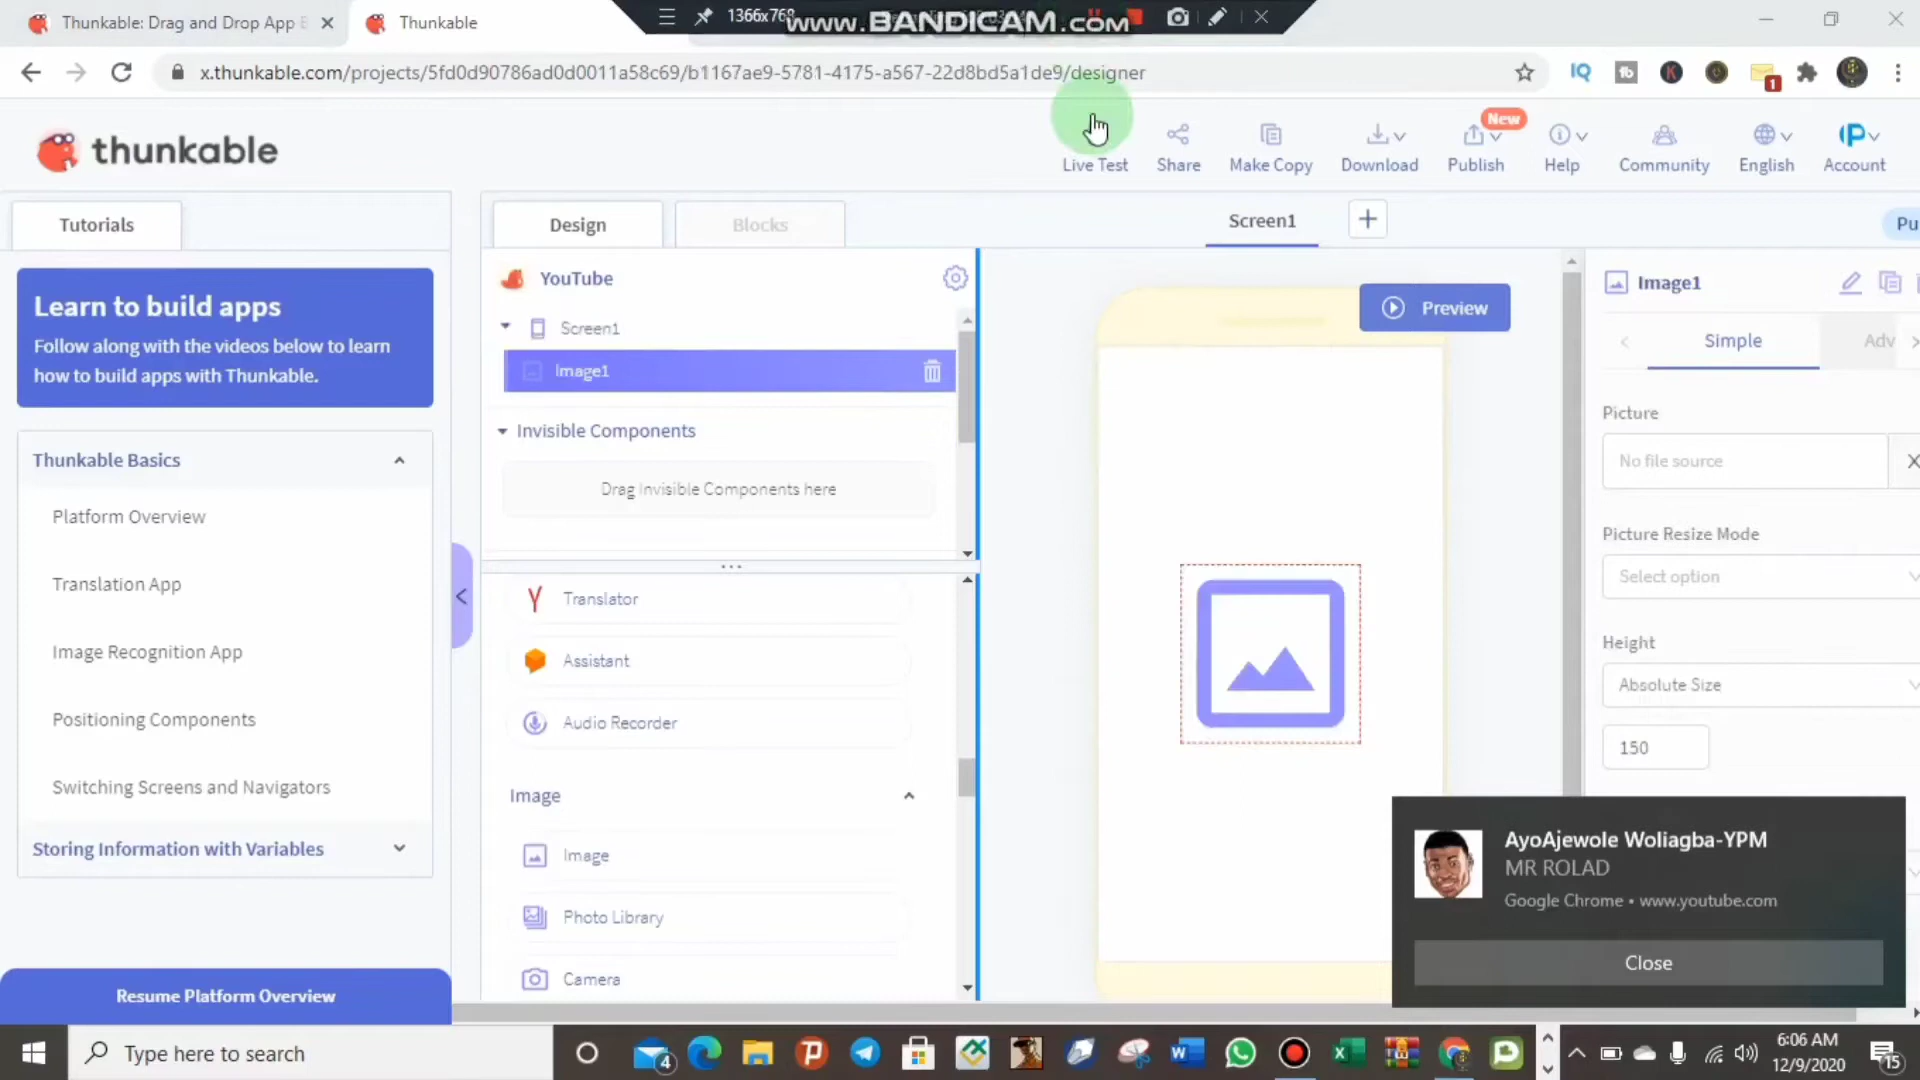 Thunkable: Drag and Drop App B
Thunkable
1366x768
www.BANDICAM.com
x.thunkable.com/projects/5fd0d90786ad0d0011a58c69/b1167ae9-5781-4175-a567-22d8bd5a1de9/designer
IQ
tb
K
1
thunkable
Live Test
Share
Make Copy
Download
New
Publish
Help
Community
English
Account
Tutorials
Design
Blocks
Screen1
+
Pu
Learn to build apps
Follow along with the videos below to learn
how to build apps with Thunkable.
YouTube
Screen1
Image1
Invisible Components
Drag Invisible Components here
Preview
Image1
Simple
Adv
Picture
No file source
X
Picture Resize Mode
Select option
Height
Absolute Size
150
Thunkable Basics
Platform Overview
Translation App
Image Recognition App
Positioning Components
Switching Screens and Navigators
Storing Information with Variables
Resume Platform Overview
Translator
Assistant
Audio Recorder
Image
Image
Photo Library
Camera
AyoAjewole Woliagba-YPM
MR ROLAD
Google Chrome • www.youtube.com
Close
Type here to search
4
6:06 AM
12/9/2020
15